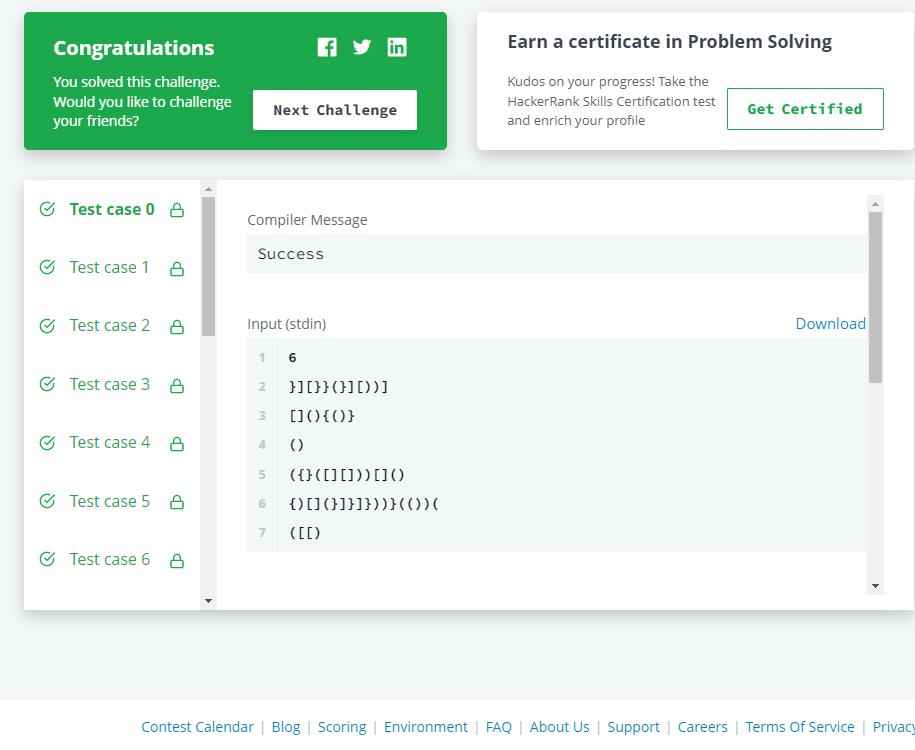 Congratulations
You solved this challenge.
Would you like to challenge
your friends?
Next Challenge
Earn a certificate in Problem Solving
Kudos on your progress! Take the
HackerRank Skills Certification test
and enrich your profile
Get Certified
Test case 0
Test case 1
Test case 2
Test case 3
Test case 4
Test case 5
Test case 6
Compiler Message
Success
Input (stdin)
Download
1 6
2 }][}}(}][))]
3 [](){()}
4 ()
5 ({}([][]))[]()
6 {)[](}]}]}))}(())(
7 ([[)
Contest Calendar | Blog | Scoring | Environment | FAQ | About Us | Support | Careers | Terms Of Service | Privacy